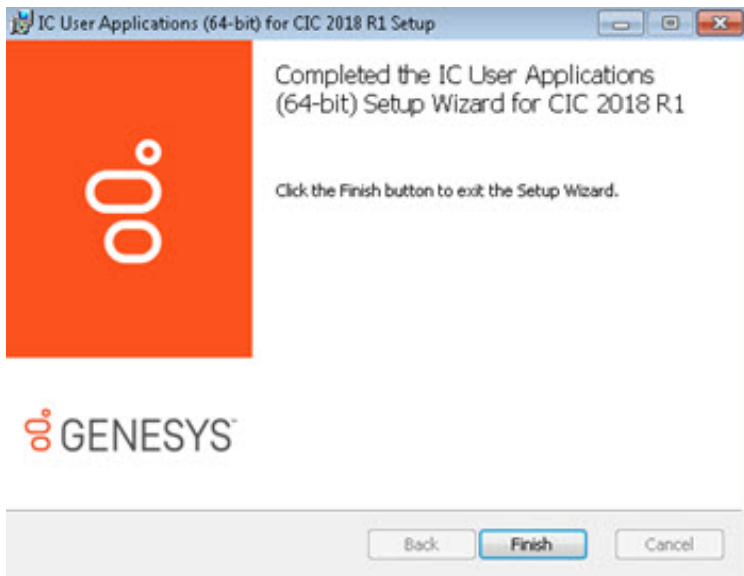 IC User Applications (64-bit) for CIC 2018 R1 Setup
Completed the IC User Applications
(64-bit) Setup Wizard for CIC 2018 R1
Click the Finish button to exit the Setup Wizard.
GENESYS™
Back Finish Cancel